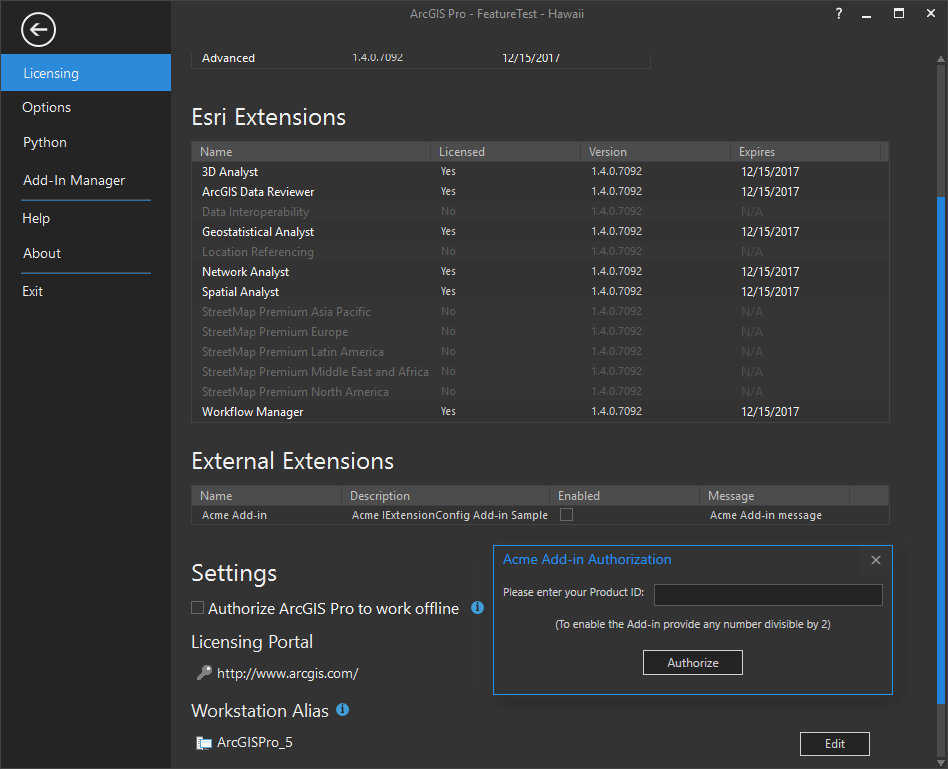 ArcGIS Pro - FeatureTest - Hawaii
?
Licensing
Options
Python
Add-In Manager
Help
About
Exit
Advanced 1.4.0.7092 12/15/2017
Esri Extensions
Name Licensed Version Expires
3D Analyst Yes 1.4.0.7092 12/15/2017
ArcGIS Data Reviewer Yes 1.4.0.7092 12/15/2017
Data Interoperability No 1.4.0.7092 N/A
Geostatistical Analyst Yes 1.4.0.7092 12/15/2017
Location Referencing No 1.4.0.7092 N/A
Network Analyst Yes 1.4.0.7092 12/15/2017
Spatial Analyst Yes 1.4.0.7092 12/15/2017
StreetMap Premium Asia Pacific No 1.4.0.7092 N/A
StreetMap Premium Europe No 1.4.0.7092 N/A
StreetMap Premium Latin America No 1.4.0.7092 N/A
StreetMap Premium Middle East and Africa No 1.4.0.7092 N/A
StreetMap Premium North America No 1.4.0.7092 N/A
Workflow Manager Yes 1.4.0.7092 12/15/2017
External Extensions
Name Description Enabled Message
Acme Add-in Acme IExtensionConfig Add-in Sample Acme Add-in message
Settings
Authorize ArcGIS Pro to work offline
Licensing Portal
http://www.arcgis.com/
Workstation Alias
ArcGISPro_5
Edit
Acme Add-in Authorization
Please enter your Product ID:
(To enable the Add-in provide any number divisible by 2)
Authorize